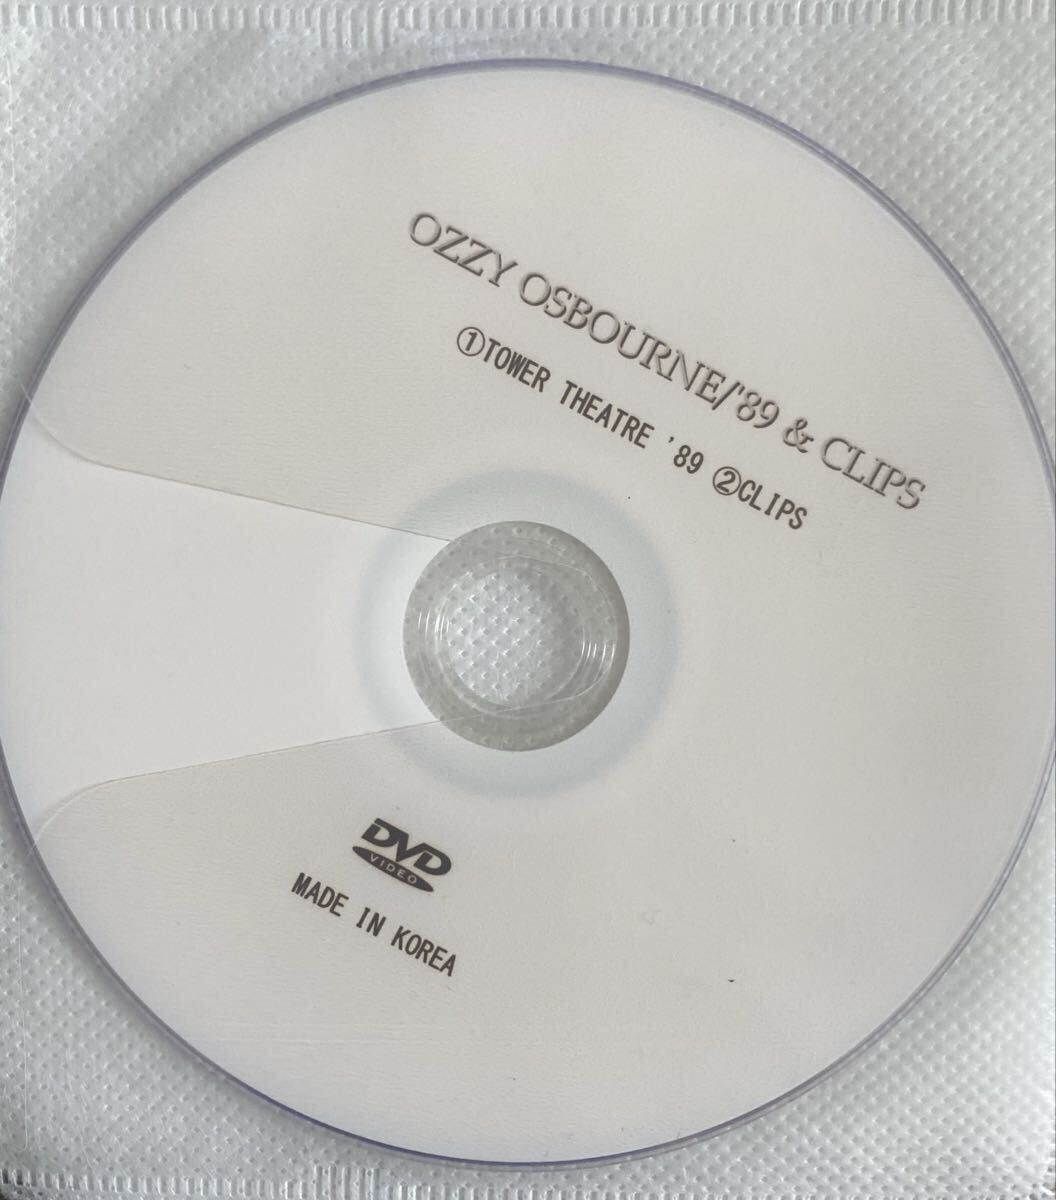 OZZY OSBOURNE/'89 & CLIPS
①TOWER THEATRE '89 ②CLIPS
DVD
VIDEO
MADE IN KOREA